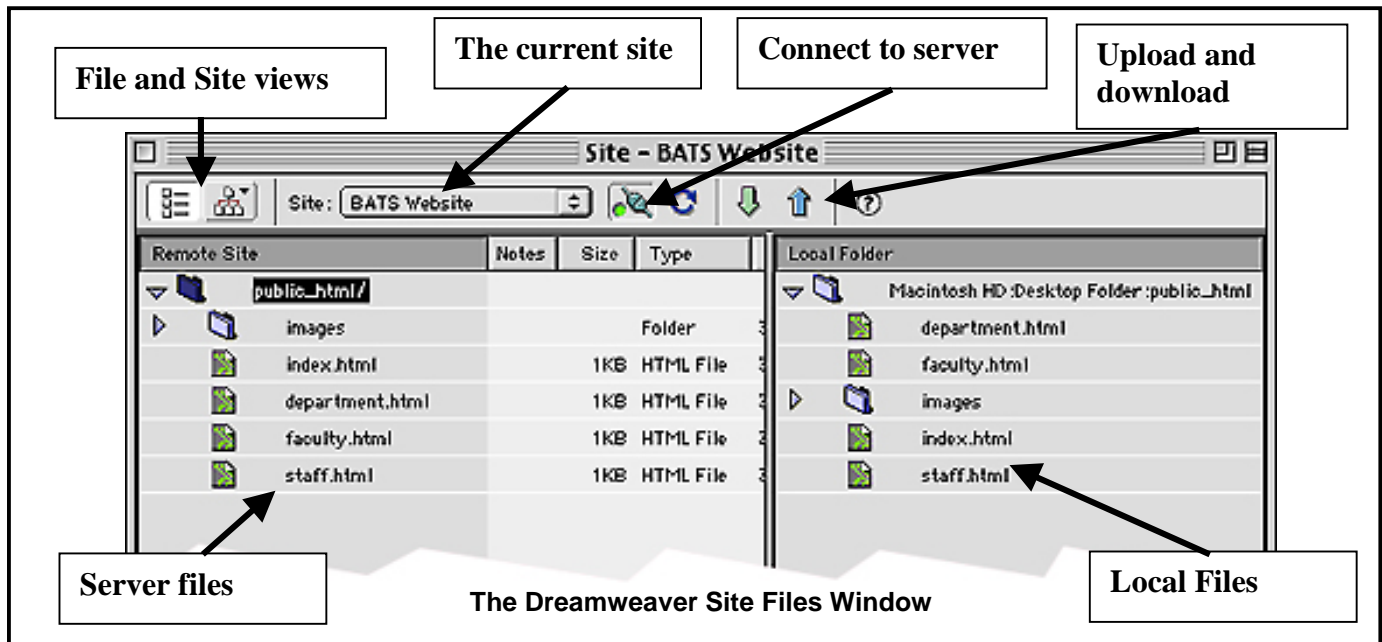 File and Site views
The current site
Connect to server
Upload and
download
Site – BATS Website
Site: BATS Website
Remote Site Notes Size Type
Local Folder
public_html/
images Folder
index.html 1KB HTML File
department.html 1KB HTML File
faculty.html 1KB HTML File
staff.html 1KB HTML File
Macintosh HD:Desktop Folder:public_html
department.html
faculty.html
images
index.html
staff.html
Server files
The Dreamweaver Site Files Window
Local Files